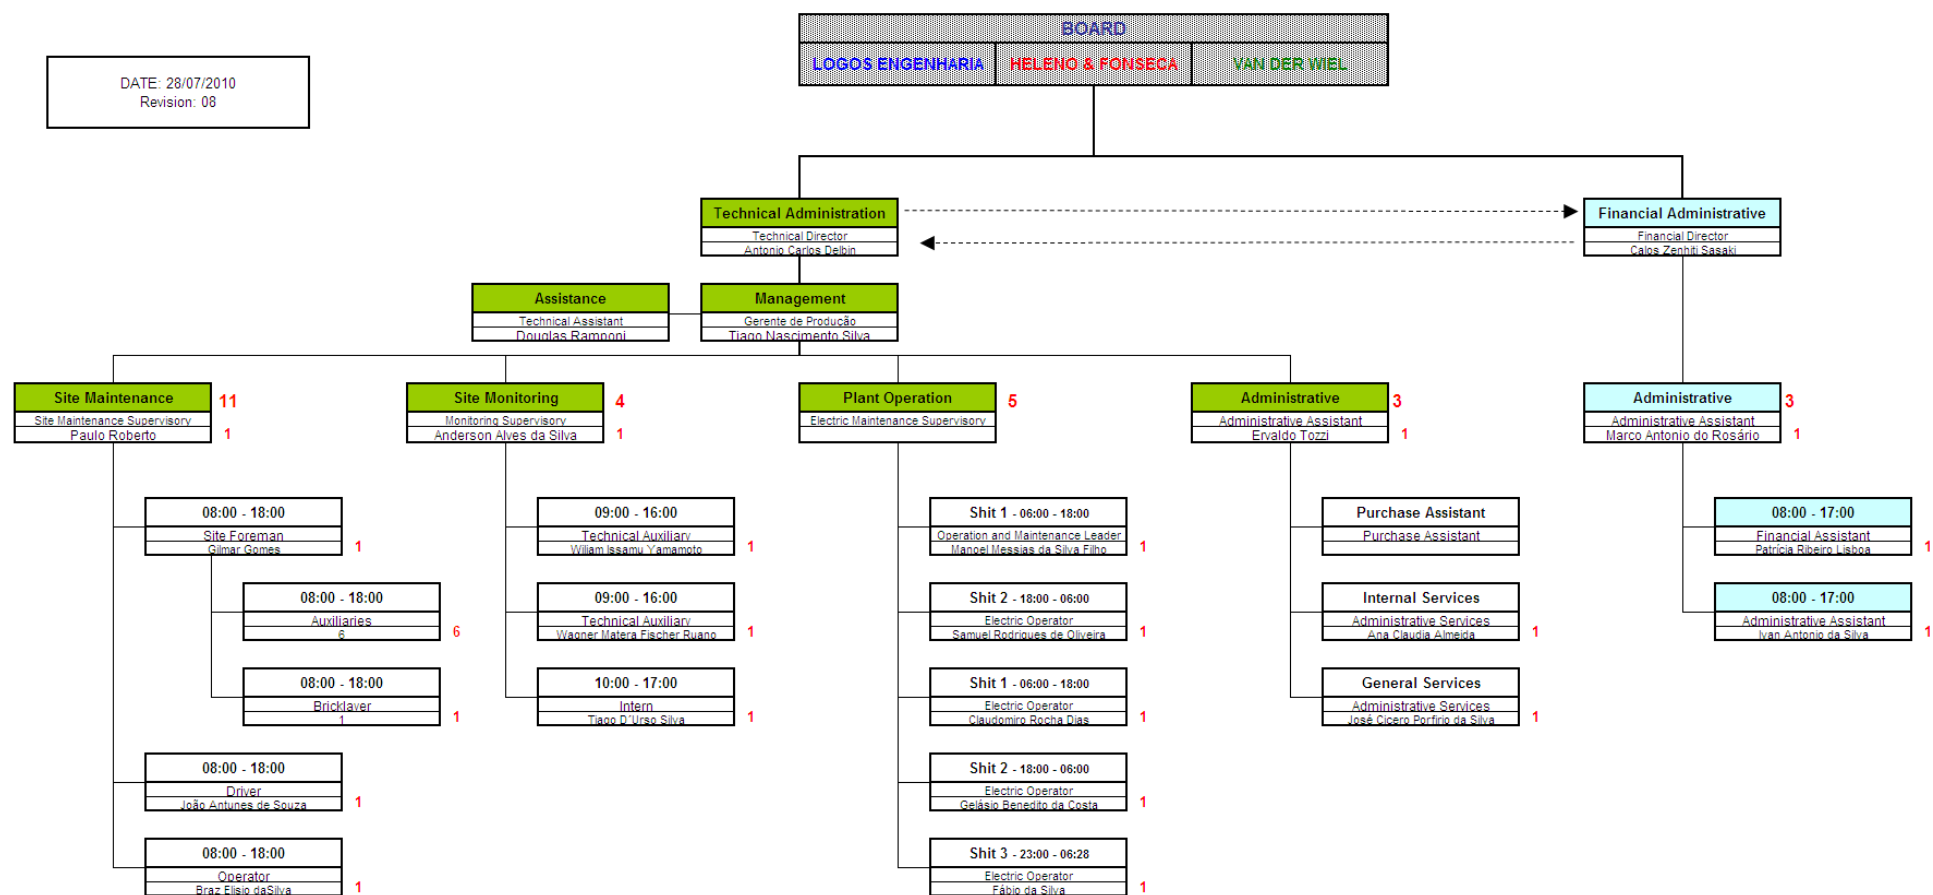 BOARD
LOGOS ENGENHARIA HELENO & FONSECA VAN DER WIEL
DATE: 28/07/2010
Revision: 08
Technical Administration
Technical Director
Antonio Carlos Delbin
Financial Administrative
Financial Director
Calos Zenhiti Sasaki
Assistance
Technical Assistant
Douglas Ramponi
Management
Gerente de Produção
Tiago Nascimento Silva
Site Maintenance 11
Site Maintenance Supervisory
Paulo Roberto 1
08:00 - 18:00
Site Foreman
Gilmar Gomes 1
08:00 - 18:00
Auxiliaries
6 6
08:00 - 18:00
Bricklayer
1 1
08:00 - 18:00
Driver
João Antunes de Souza 1
08:00 - 18:00
Operator
Braz Elisio daSilva 1
Site Monitoring 4
Monitoring Supervisory
Anderson Alves da Silva 1
09:00 - 16:00
Technical Auxiliary
Wiliam Issamu Yamamoto 1
09:00 - 16:00
Technical Auxiliary
Wagner Matera Fischer Ruano 1
10:00 - 17:00
Intern
Tiago D´Urso Silva 1
Plant Operation 5
Electric Maintenance Supervisory
Shit 1 - 06:00 - 18:00
Operation and Maintenance Leader
Manoel Messias da Silva Filho 1
Shit 2 - 18:00 - 06:00
Electric Operator
Samuel Rodrigues de Oliveira 1
Shit 1 - 06:00 - 18:00
Electric Operator
Claudomiro Rocha Dias 1
Shit 2 - 18:00 - 06:00
Electric Operator
Gelásio Benedito da Costa 1
Shit 3 - 23:00 - 06:28
Electric Operator
Fábio da Silva 1
Administrative 3
Administrative Assistant
Ervaldo Tozzi 1
Purchase Assistant
Purchase Assistant
Internal Services
Administrative Services
Ana Claudia Almeida 1
General Services
Administrative Services
José Cicero Porfirio da Silva 1
Administrative 3
Administrative Assistant
Marco Antonio do Rosário 1
08:00 - 17:00
Financial Assistant
Patrícia Ribeiro Lisboa 1
08:00 - 17:00
Administrative Assistant
Ivan Antonio da Silva 1